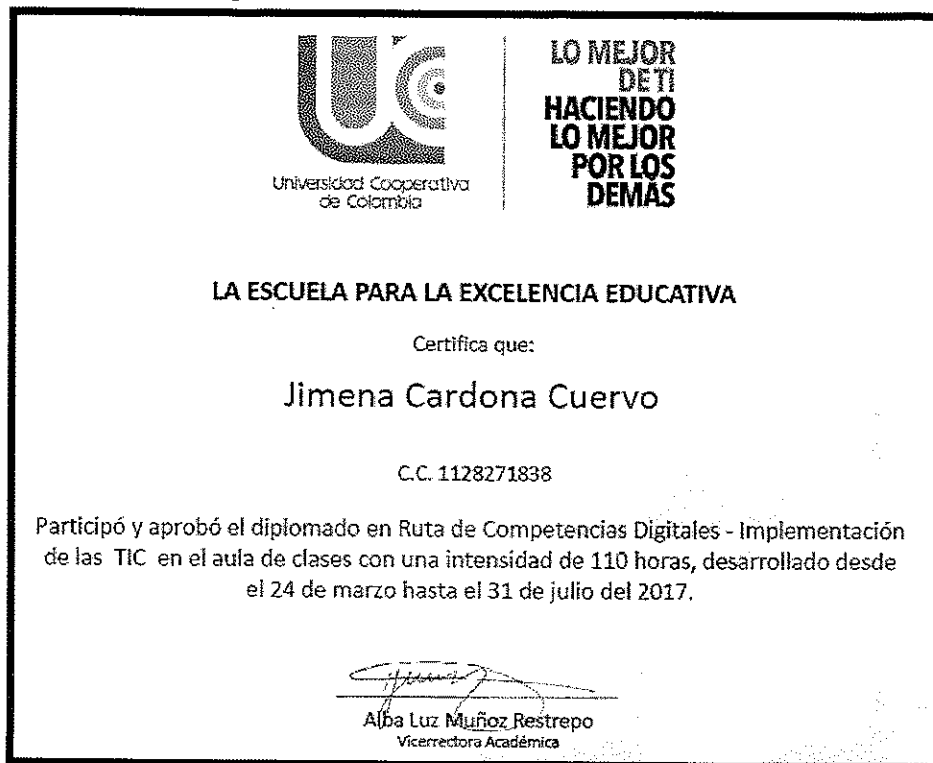 UC
Universidad Cooperativa
de Colombia
LO MEJOR
DE TI
HACIENDO
LO MEJOR
POR LOS
DEMÁS
LA ESCUELA PARA LA EXCELENCIA EDUCATIVA
Certifica que:
Jimena Cardona Cuervo
C.C. 1128271838
Participó y aprobó el diplomado en Ruta de Competencias Digitales - Implementación
de las TIC en el aula de clases con una intensidad de 110 horas, desarrollado desde
el 24 de marzo hasta el 31 de julio del 2017.
Alba Luz Muñoz Restrepo
Vicerrectora Académica